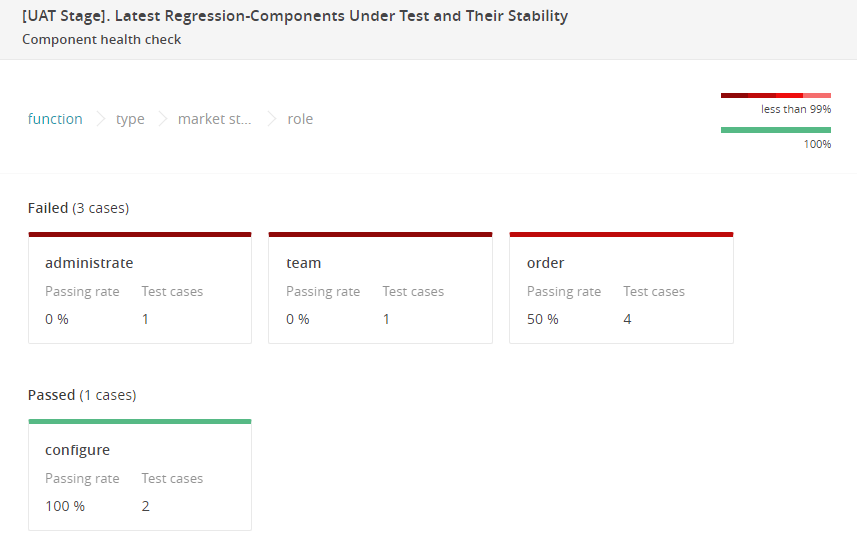 [UAT Stage]. Latest Regression-Components Under Test and Their Stability
Component health check
function type market st... role
less than 99%
100%
Failed (3 cases)
administrate team order
Passing rate Test cases Passing rate Test cases Passing rate Test cases
0 % 1 0 % 1 50 % 4
Passed (1 cases)
configure
Passing rate Test cases
100 % 2